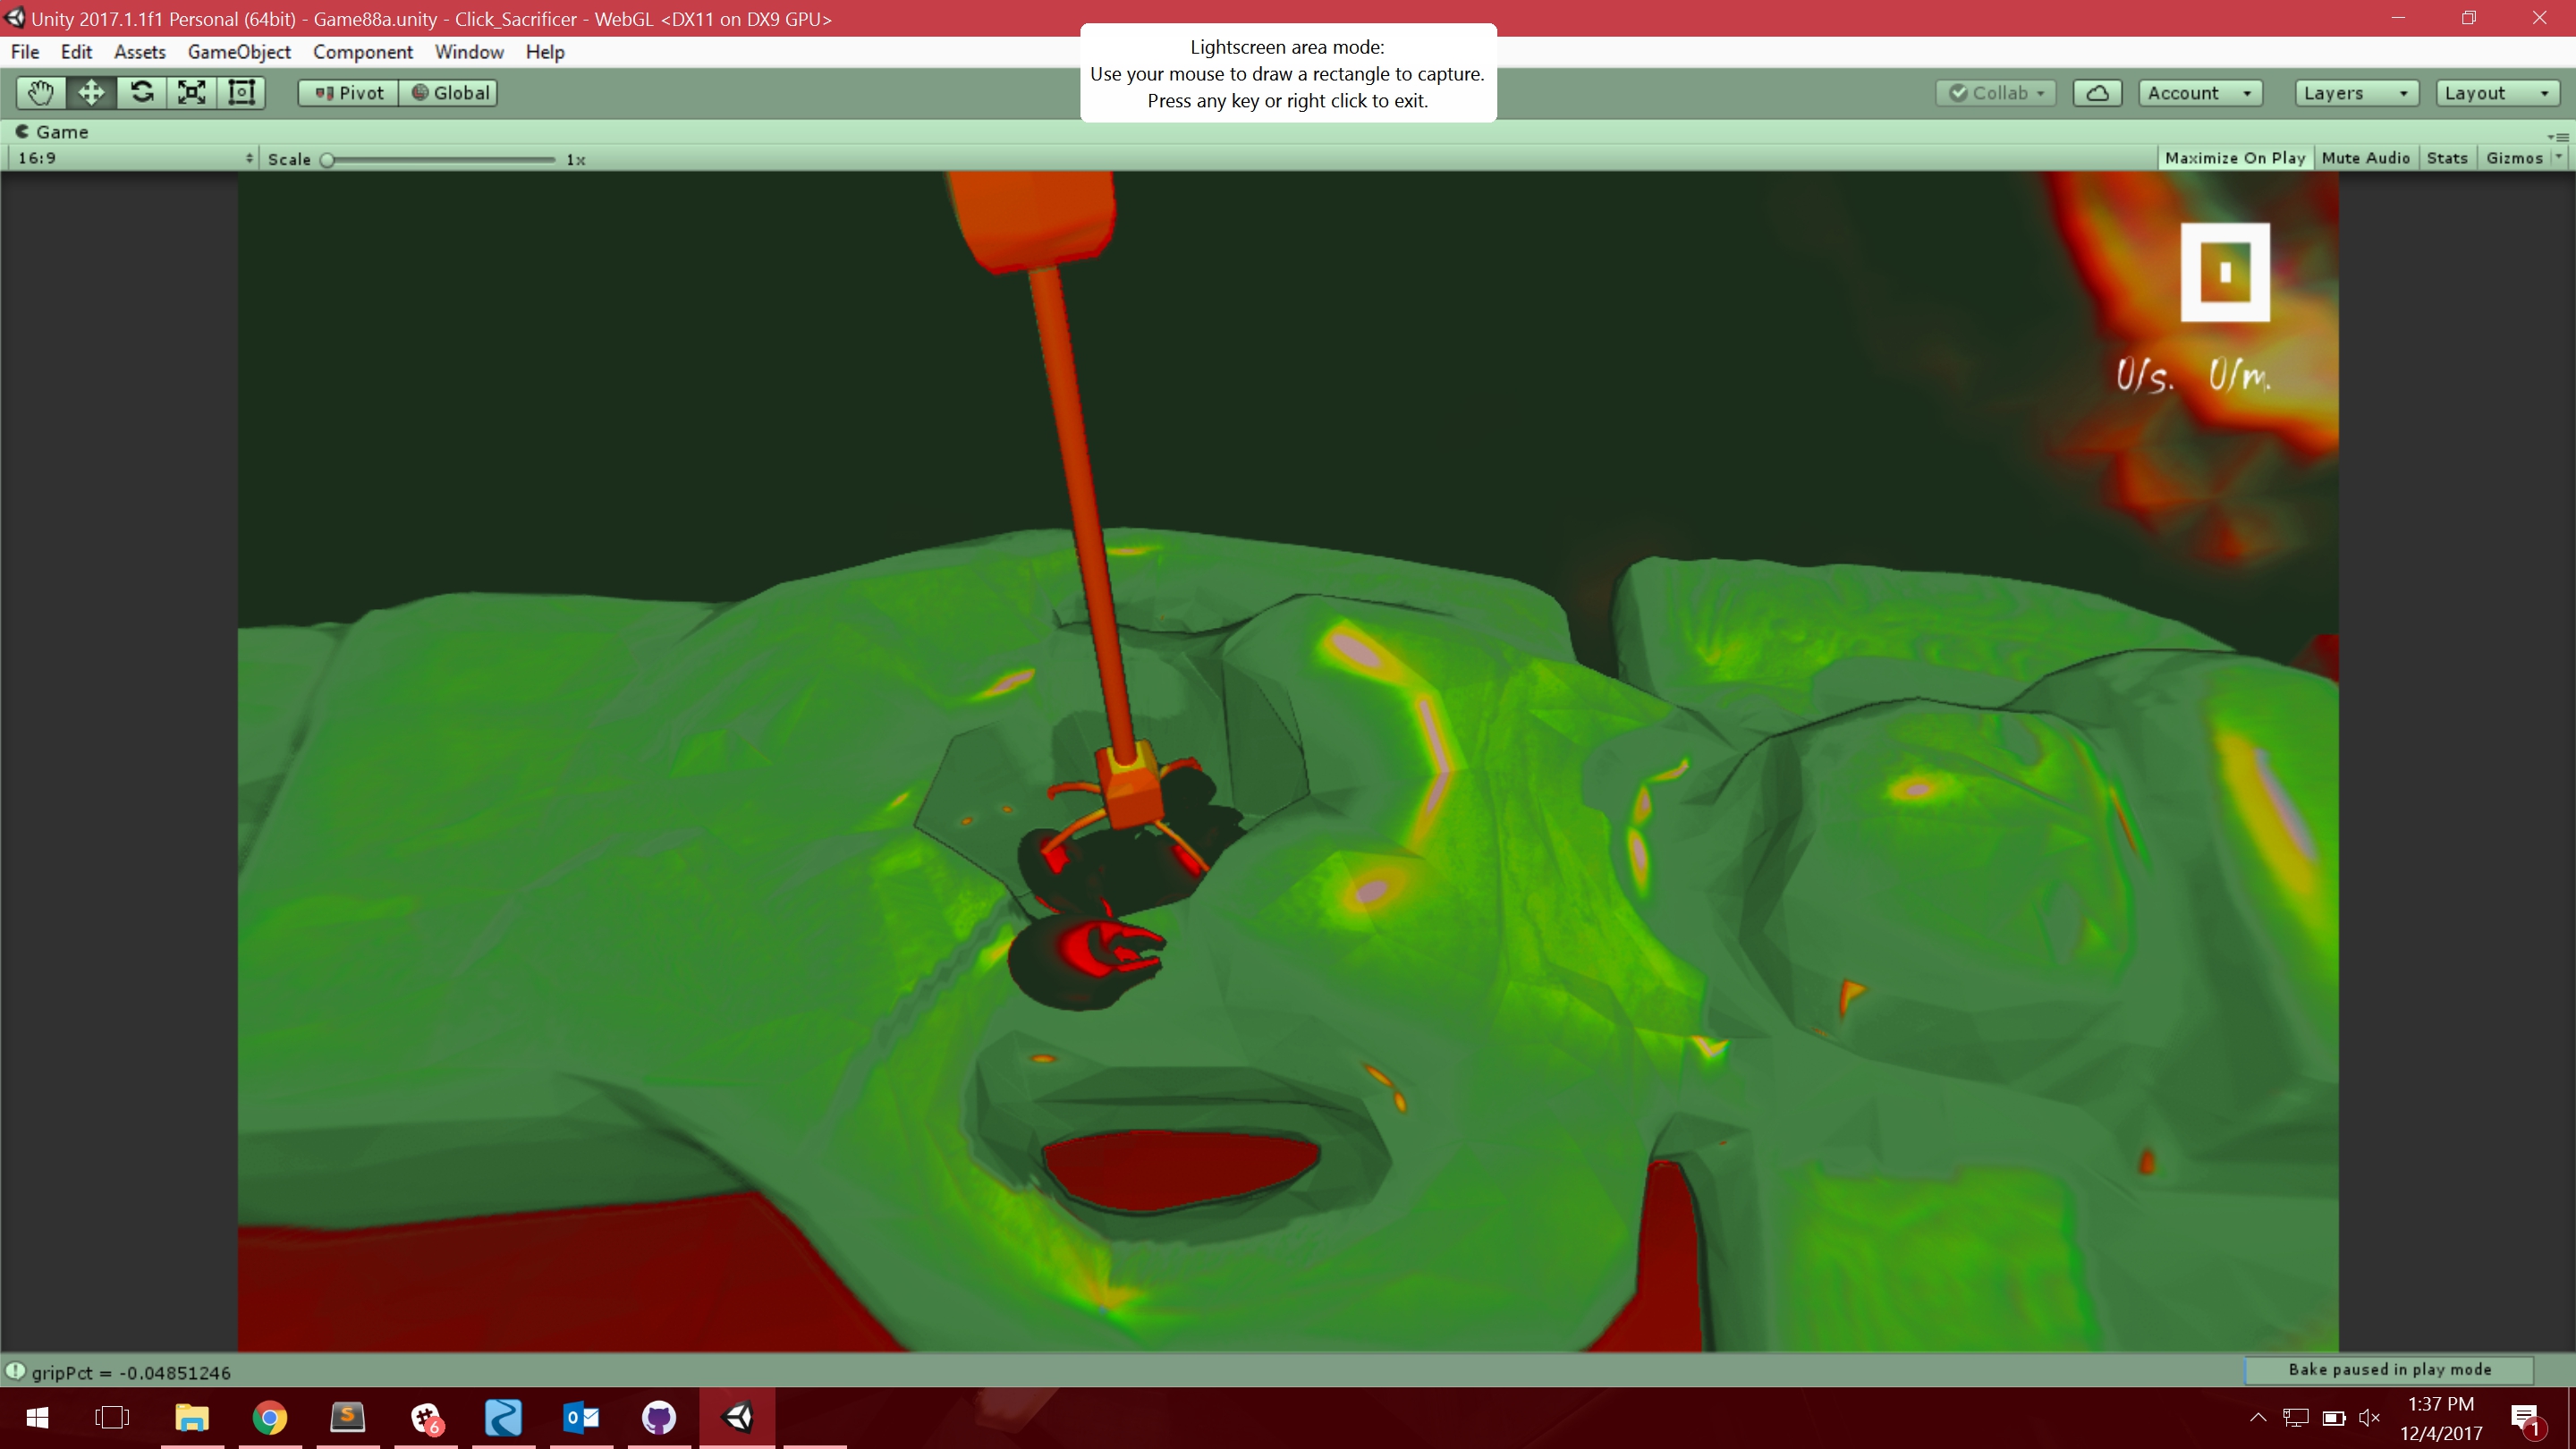 Unity 2017.1.1f1 Personal (64bit) - Game88a.unity - Click_Sacrificer - WebGL <DX11 on DX9 GPU>
File Edit Assets GameObject Component Window Help
Lightscreen area mode:
Use your mouse to draw a rectangle to capture.
Press any key or right click to exit.
Pivot Global
Collab Account Layers Layout
Game
16:9 Scale 1x
Maximize On Play Mute Audio Stats Gizmos
0
0/s. 0/m.
gripPct = -0.04851246
Bake paused in play mode
6
1:37 PM
12/4/2017
1